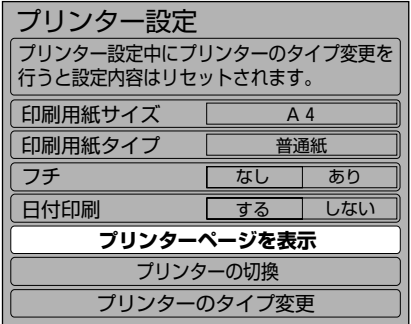 プリンター設定
プリンター設定中にプリンターのタイプ変更を
行うと設定内容はリセットされます。
印刷用紙サイズ A 4
印刷用紙タイプ 普通紙
フチ なし あり
日付印刷 する しない
プリンターページを表示
プリンターの切換
プリンターのタイプ変更